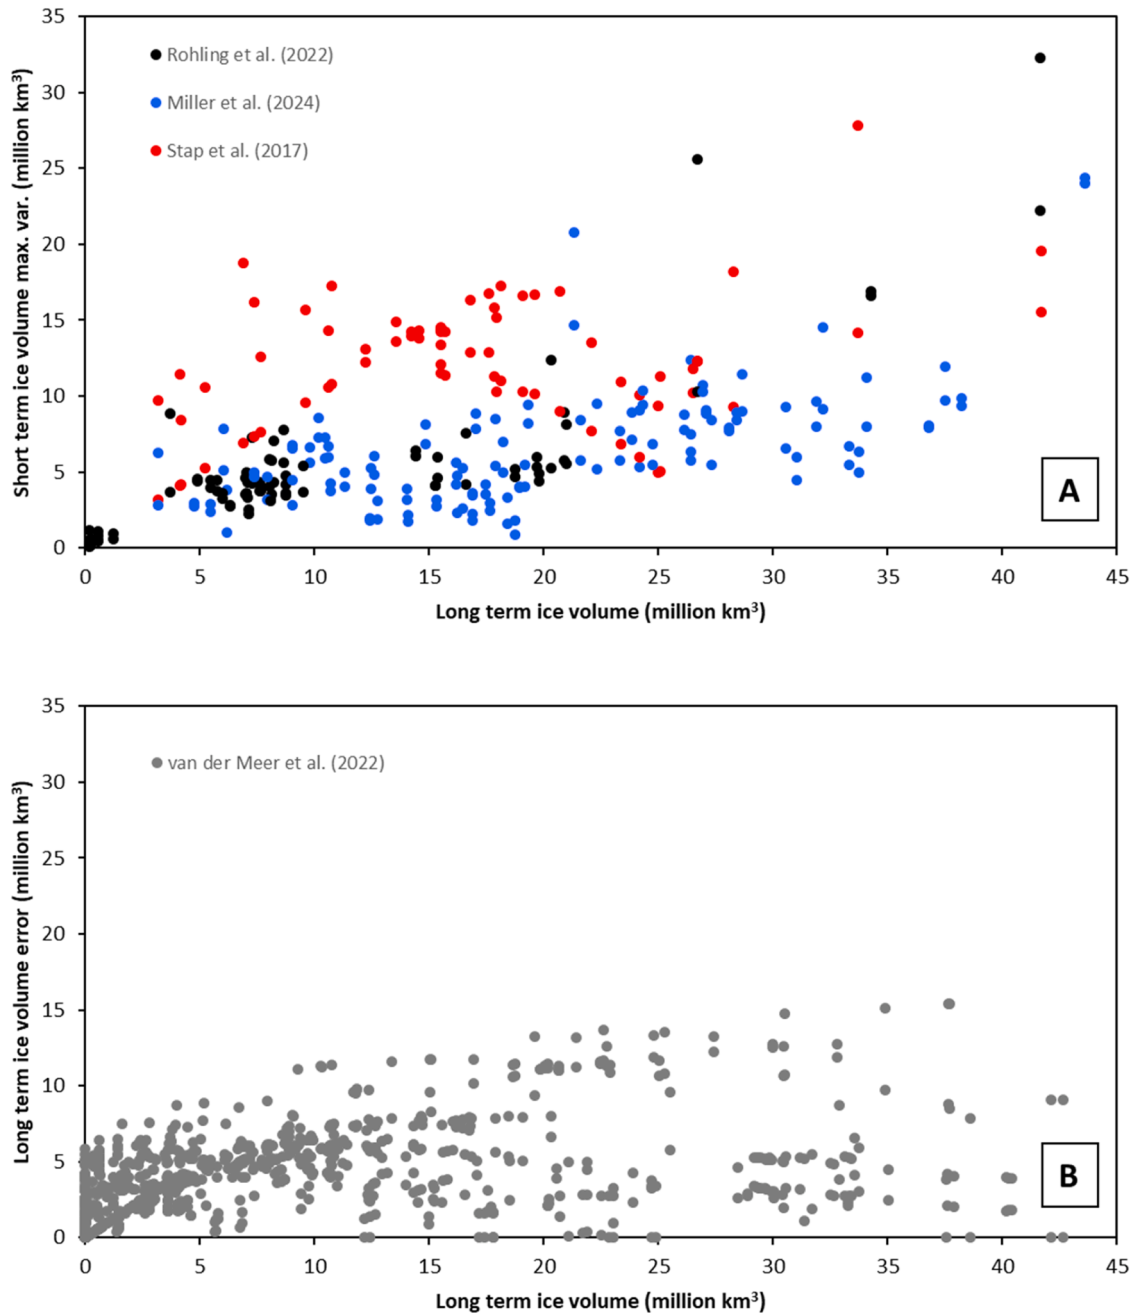 35
30
25
20
15
10
5
0
Short term ice volume max. var. (million km³)
Rohling et al. (2022)
Miller et al. (2024)
Stap et al. (2017)
A
0 5 10 15 20 25 30 35 40 45
Long term ice volume (million km³)
35
30
25
20
15
10
5
0
Long term ice volume error (million km³)
van der Meer et al. (2022)
B
0 5 10 15 20 25 30 35 40 45
Long term ice volume (million km³)